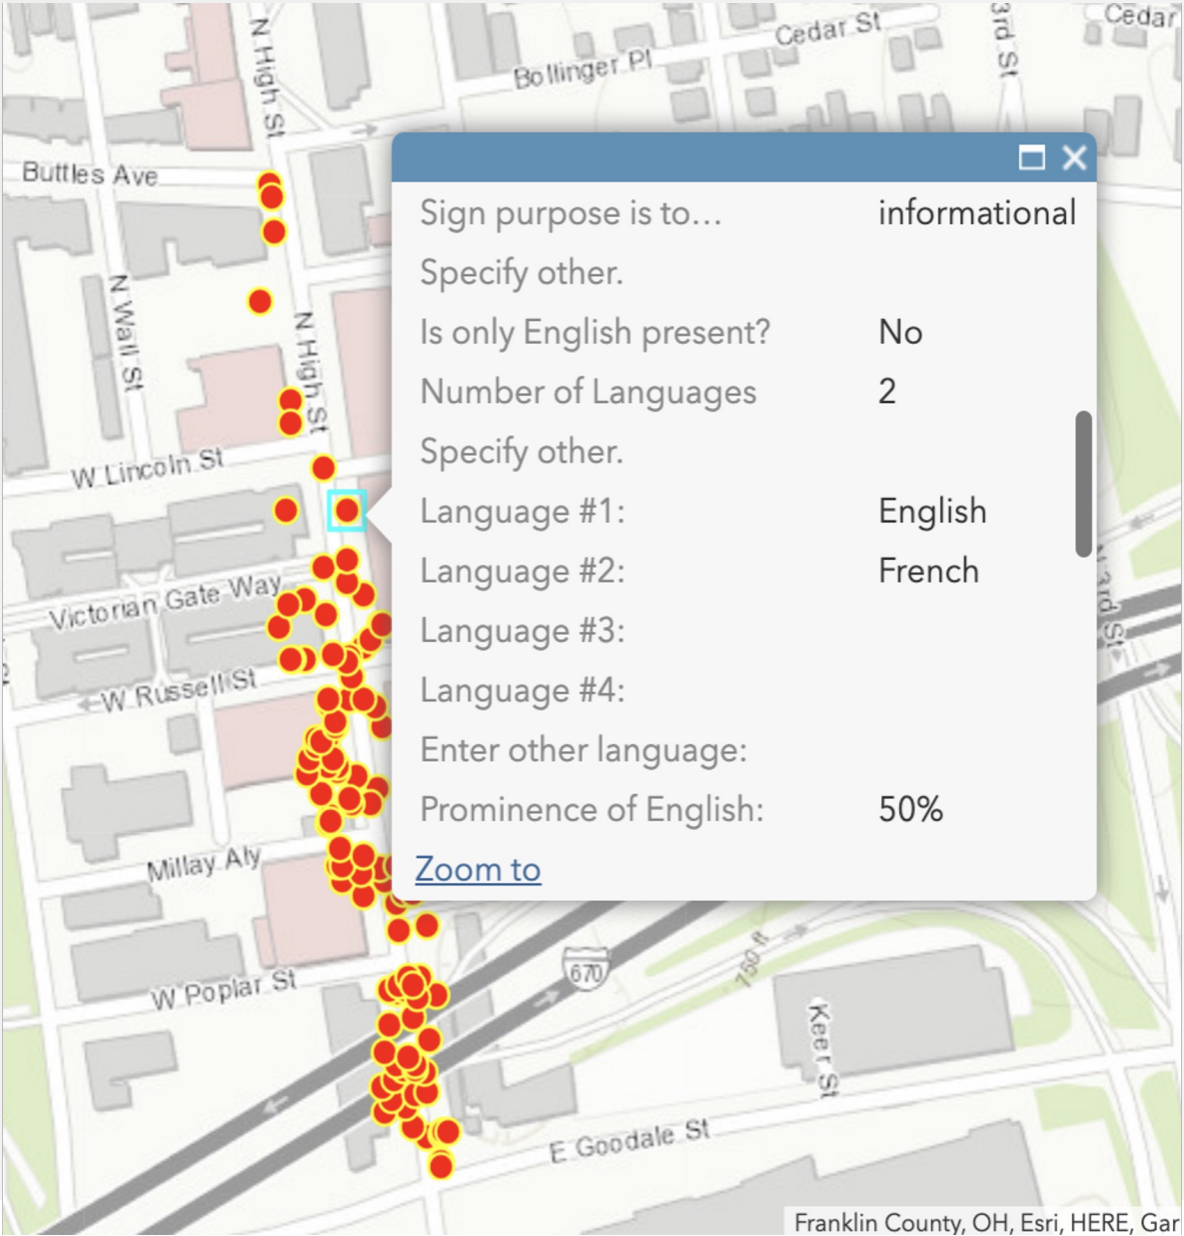 Cedar St
Cedar
N High St
Bollinger Pl
3rd St
Buttles Ave
N Wall St
N High St
W Lincoln St
Victorian Gate Way
W Russell St
Millay Aly
W Poplar St
N 3rd St
Sign purpose is to… informational
Specify other.
Is only English present? No
Number of Languages 2
Specify other.
Language #1: English
Language #2: French
Language #3:
Language #4:
Enter other language:
Prominence of English: 50%
Zoom to
670
750 ft
Keer St
E Goodale St
Franklin County, OH, Esri, HERE, Gar